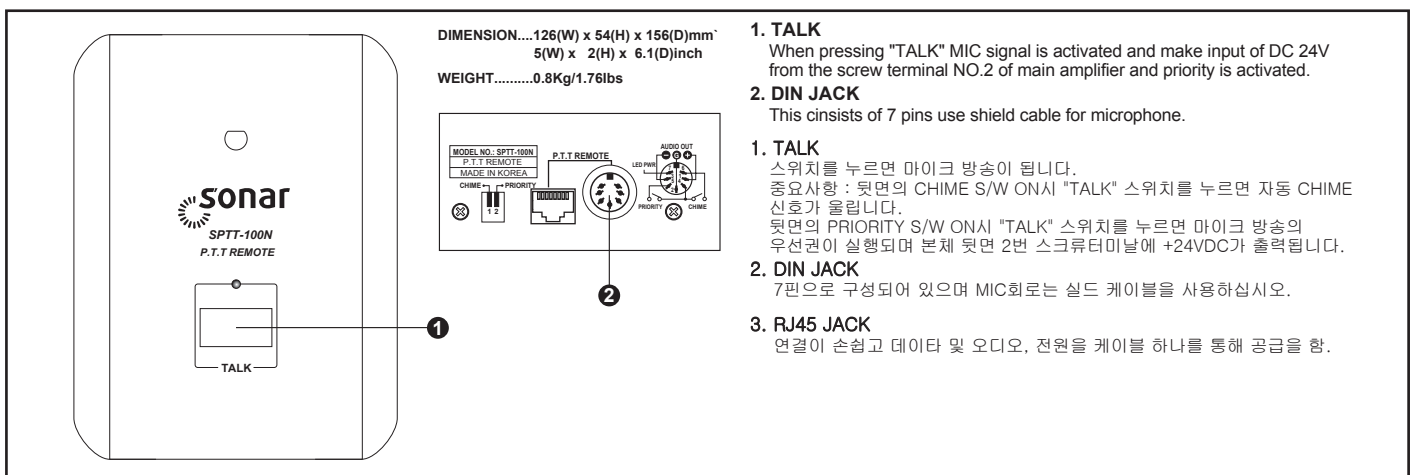 sonar
SPTT-100N
P.T.T REMOTE
TALK
DIMENSION....126(W) x 54(H) x 156(D)mm`
5(W) x 2(H) x 6.1(D)inch
WEIGHT..........0.8Kg/1.76lbs
MODEL NO.: SPTT-100N
P.T.T REMOTE
MADE IN KOREA
CHIME
PRIORITY
1 2
P.T.T REMOTE
AUDIO OUT
G
LED PWR
PRIORITY
CHIME
1
2
1. TALK
When pressing "TALK" MIC signal is activated and make input of DC 24V
from the screw terminal NO.2 of main amplifier and priority is activated.
2. DIN JACK
This cinsists of 7 pins use shield cable for microphone.
1. TALK
스위치를 누르면 마이크 방송이 됩니다.
중요사항 : 뒷면의 CHIME S/W ON시 "TALK" 스위치를 누르면 자동 CHIME
신호가 울립니다.
뒷면의 PRIORITY S/W ON시 "TALK" 스위치를 누르면 마이크 방송의
우선권이 실행되며 본체 뒷면 2번 스크류터미날에 +24VDC가 출력됩니다.
2. DIN JACK
7핀으로 구성되어 있으며 MIC회로는 실드 케이블을 사용하십시오.
3. RJ45 JACK
연결이 손쉽고 데이타 및 오디오, 전원을 케이블 하나를 통해 공급을 함.